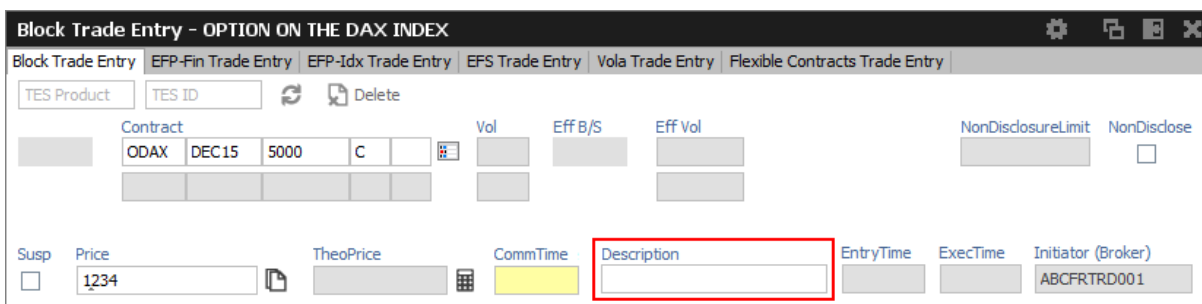 Block Trade Entry - OPTION ON THE DAX INDEX
Block Trade Entry EFP-Fin Trade Entry EFP-Idx Trade Entry EFS Trade Entry Vola Trade Entry Flexible Contracts Trade Entry
TES Product TES ID Delete
Contract Vol Eff B/S Eff Vol NonDisclosureLimit NonDisclose
ODAX DEC15 5000 C
Susp Price TheoPrice CommTime Description EntryTime ExecTime Initiator (Broker)
1234 ABCFRTRD001